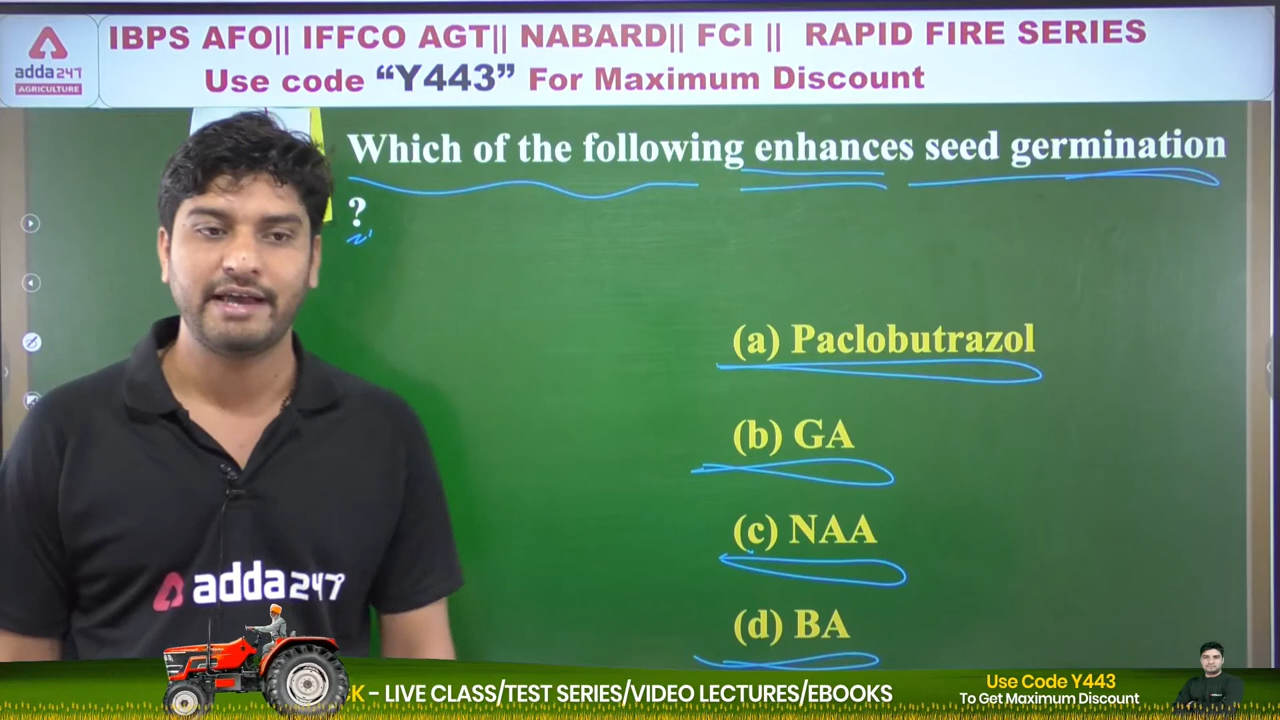 IBPS AFO|| IFFCO AGT|| NABARD|| FCI || RAPID FIRE SERIES
Use code “Y443” For Maximum Discount
adda247
AGRICULTURE
Which of the following enhances seed germination
?
(a) Paclobutrazol
(b) GA
(c) NAA
(d) BA
adda247
K - LIVE CLASS/TEST SERIES/VIDEO LECTURES/EBOOKS
Use Code Y443
To Get Maximum Discount